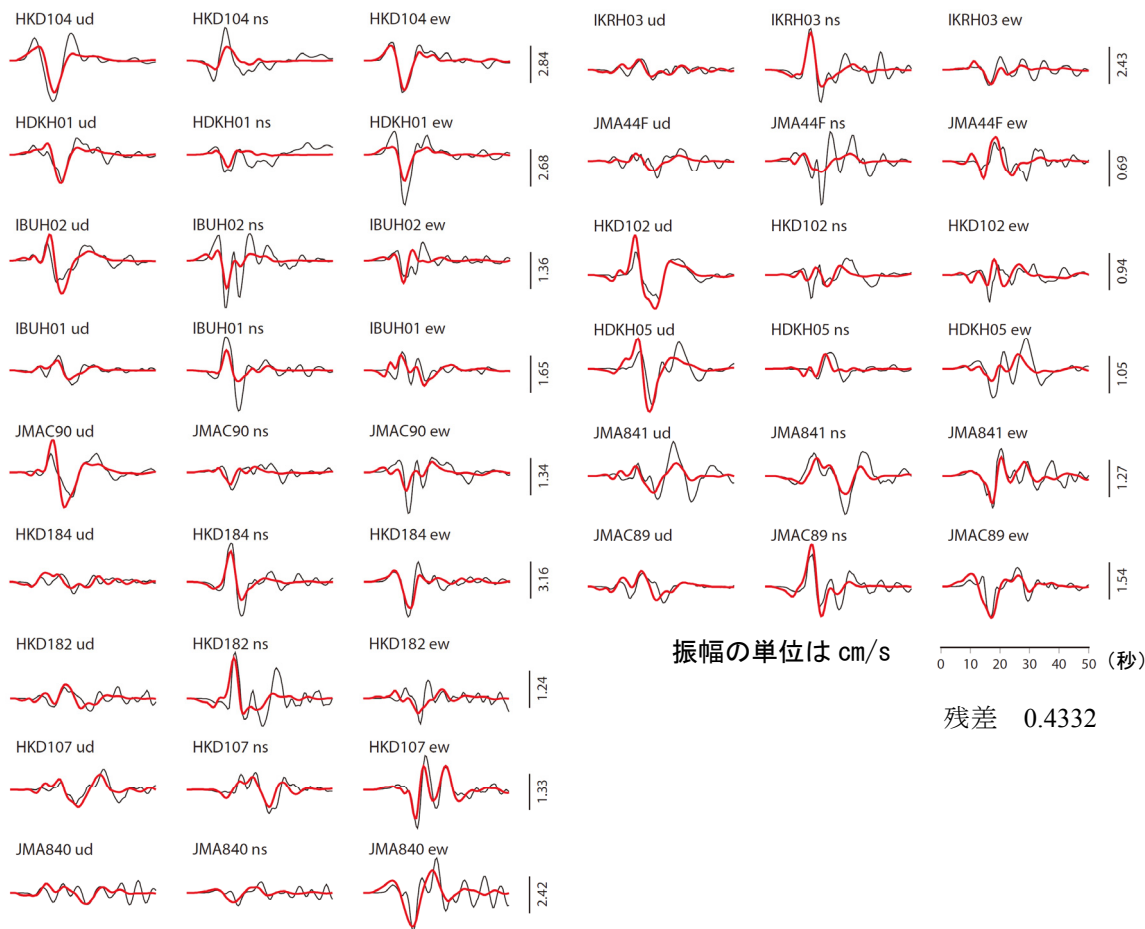 HKD104 ud HKD104 ns HKD104 ew 2.84
HDKH01 ud HDKH01 ns HDKH01 ew 2.68
IBUH02 ud IBUH02 ns IBUH02 ew 1.36
IBUH01 ud IBUH01 ns IBUH01 ew 1.65
JMAC90 ud JMAC90 ns JMAC90 ew 1.34
HKD184 ud HKD184 ns HKD184 ew 3.16
HKD182 ud HKD182 ns HKD182 ew 1.24
HKD107 ud HKD107 ns HKD107 ew 1.33
JMA840 ud JMA840 ns JMA840 ew 2.42
IKRH03 ud IKRH03 ns IKRH03 ew 2.43
JMA44F ud JMA44F ns JMA44F ew 0.69
HKD102 ud HKD102 ns HKD102 ew 0.94
HDKH05 ud HDKH05 ns HDKH05 ew 1.05
JMA841 ud JMA841 ns JMA841 ew 1.27
JMAC89 ud JMAC89 ns JMAC89 ew 1.54
振幅の単位は cm/s
0 10 20 30 40 50 (秒)
残差 0.4332